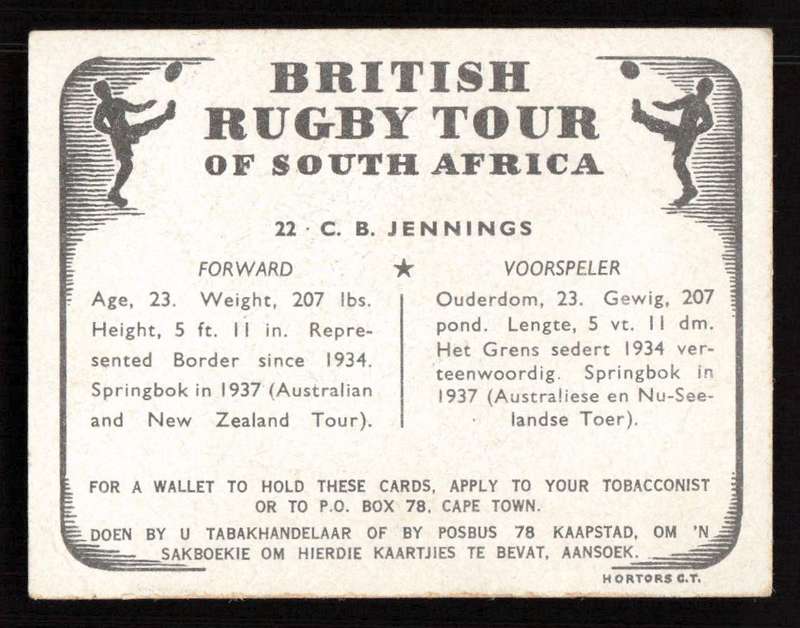 BRITISH
RUGBY TOUR
OF SOUTH AFRICA
22 · C. B. JENNINGS
FORWARD
Age, 23. Weight, 207 lbs.
Height, 5 ft. 11 in. Repre-
sented Border since 1934.
Springbok in 1937 (Australian
and New Zealand Tour).
VOORSPELER
Ouderdom, 23. Gewig, 207
pond. Lengte, 5 vt. 11 dm.
Het Grens sedert 1934 ver-
teenwoordig. Springbok in
1937 (Australiese en Nu-See-
landse Toer).
FOR A WALLET TO HOLD THESE CARDS, APPLY TO YOUR TOBACCONIST
OR TO P.O. BOX 78, CAPE TOWN.
DOEN BY U TABAKHANDELAAR OF BY POSBUS 78 KAAPSTAD, OM 'N
SAKBOEKIE OM HIERDIE KAARTJIES TE BEVAT, AANSOEK.
HORTORS C.T.